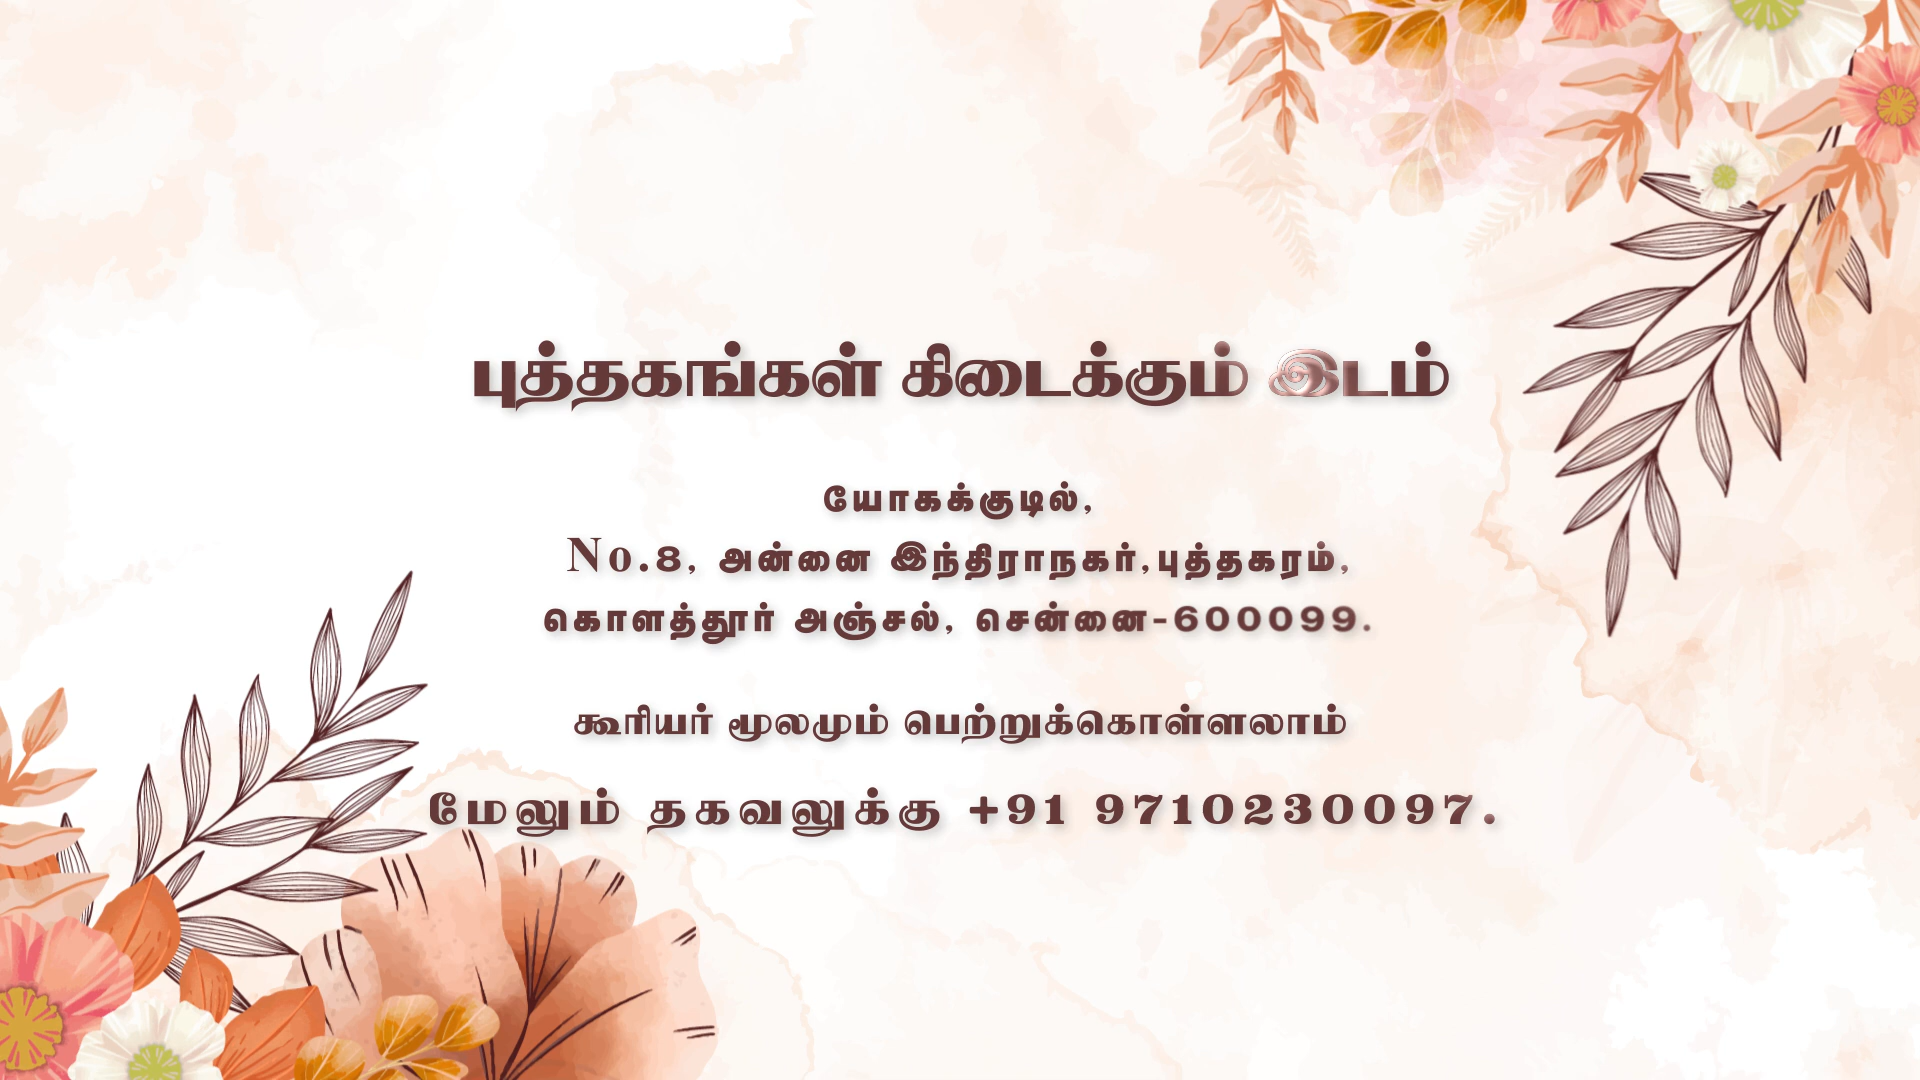 புத்தகங்கள் கிடைக்கும் இடம்
யோகக்குடில்,
No.8, அன்னை இந்திராநகர்,புத்தகரம்,
கொளத்தூர் அஞ்சல், சென்னை-600099.
கூரியர் மூலமும் பெற்றுக்கொள்ளலாம்
மேலும் தகவலுக்கு +91 9710230097.